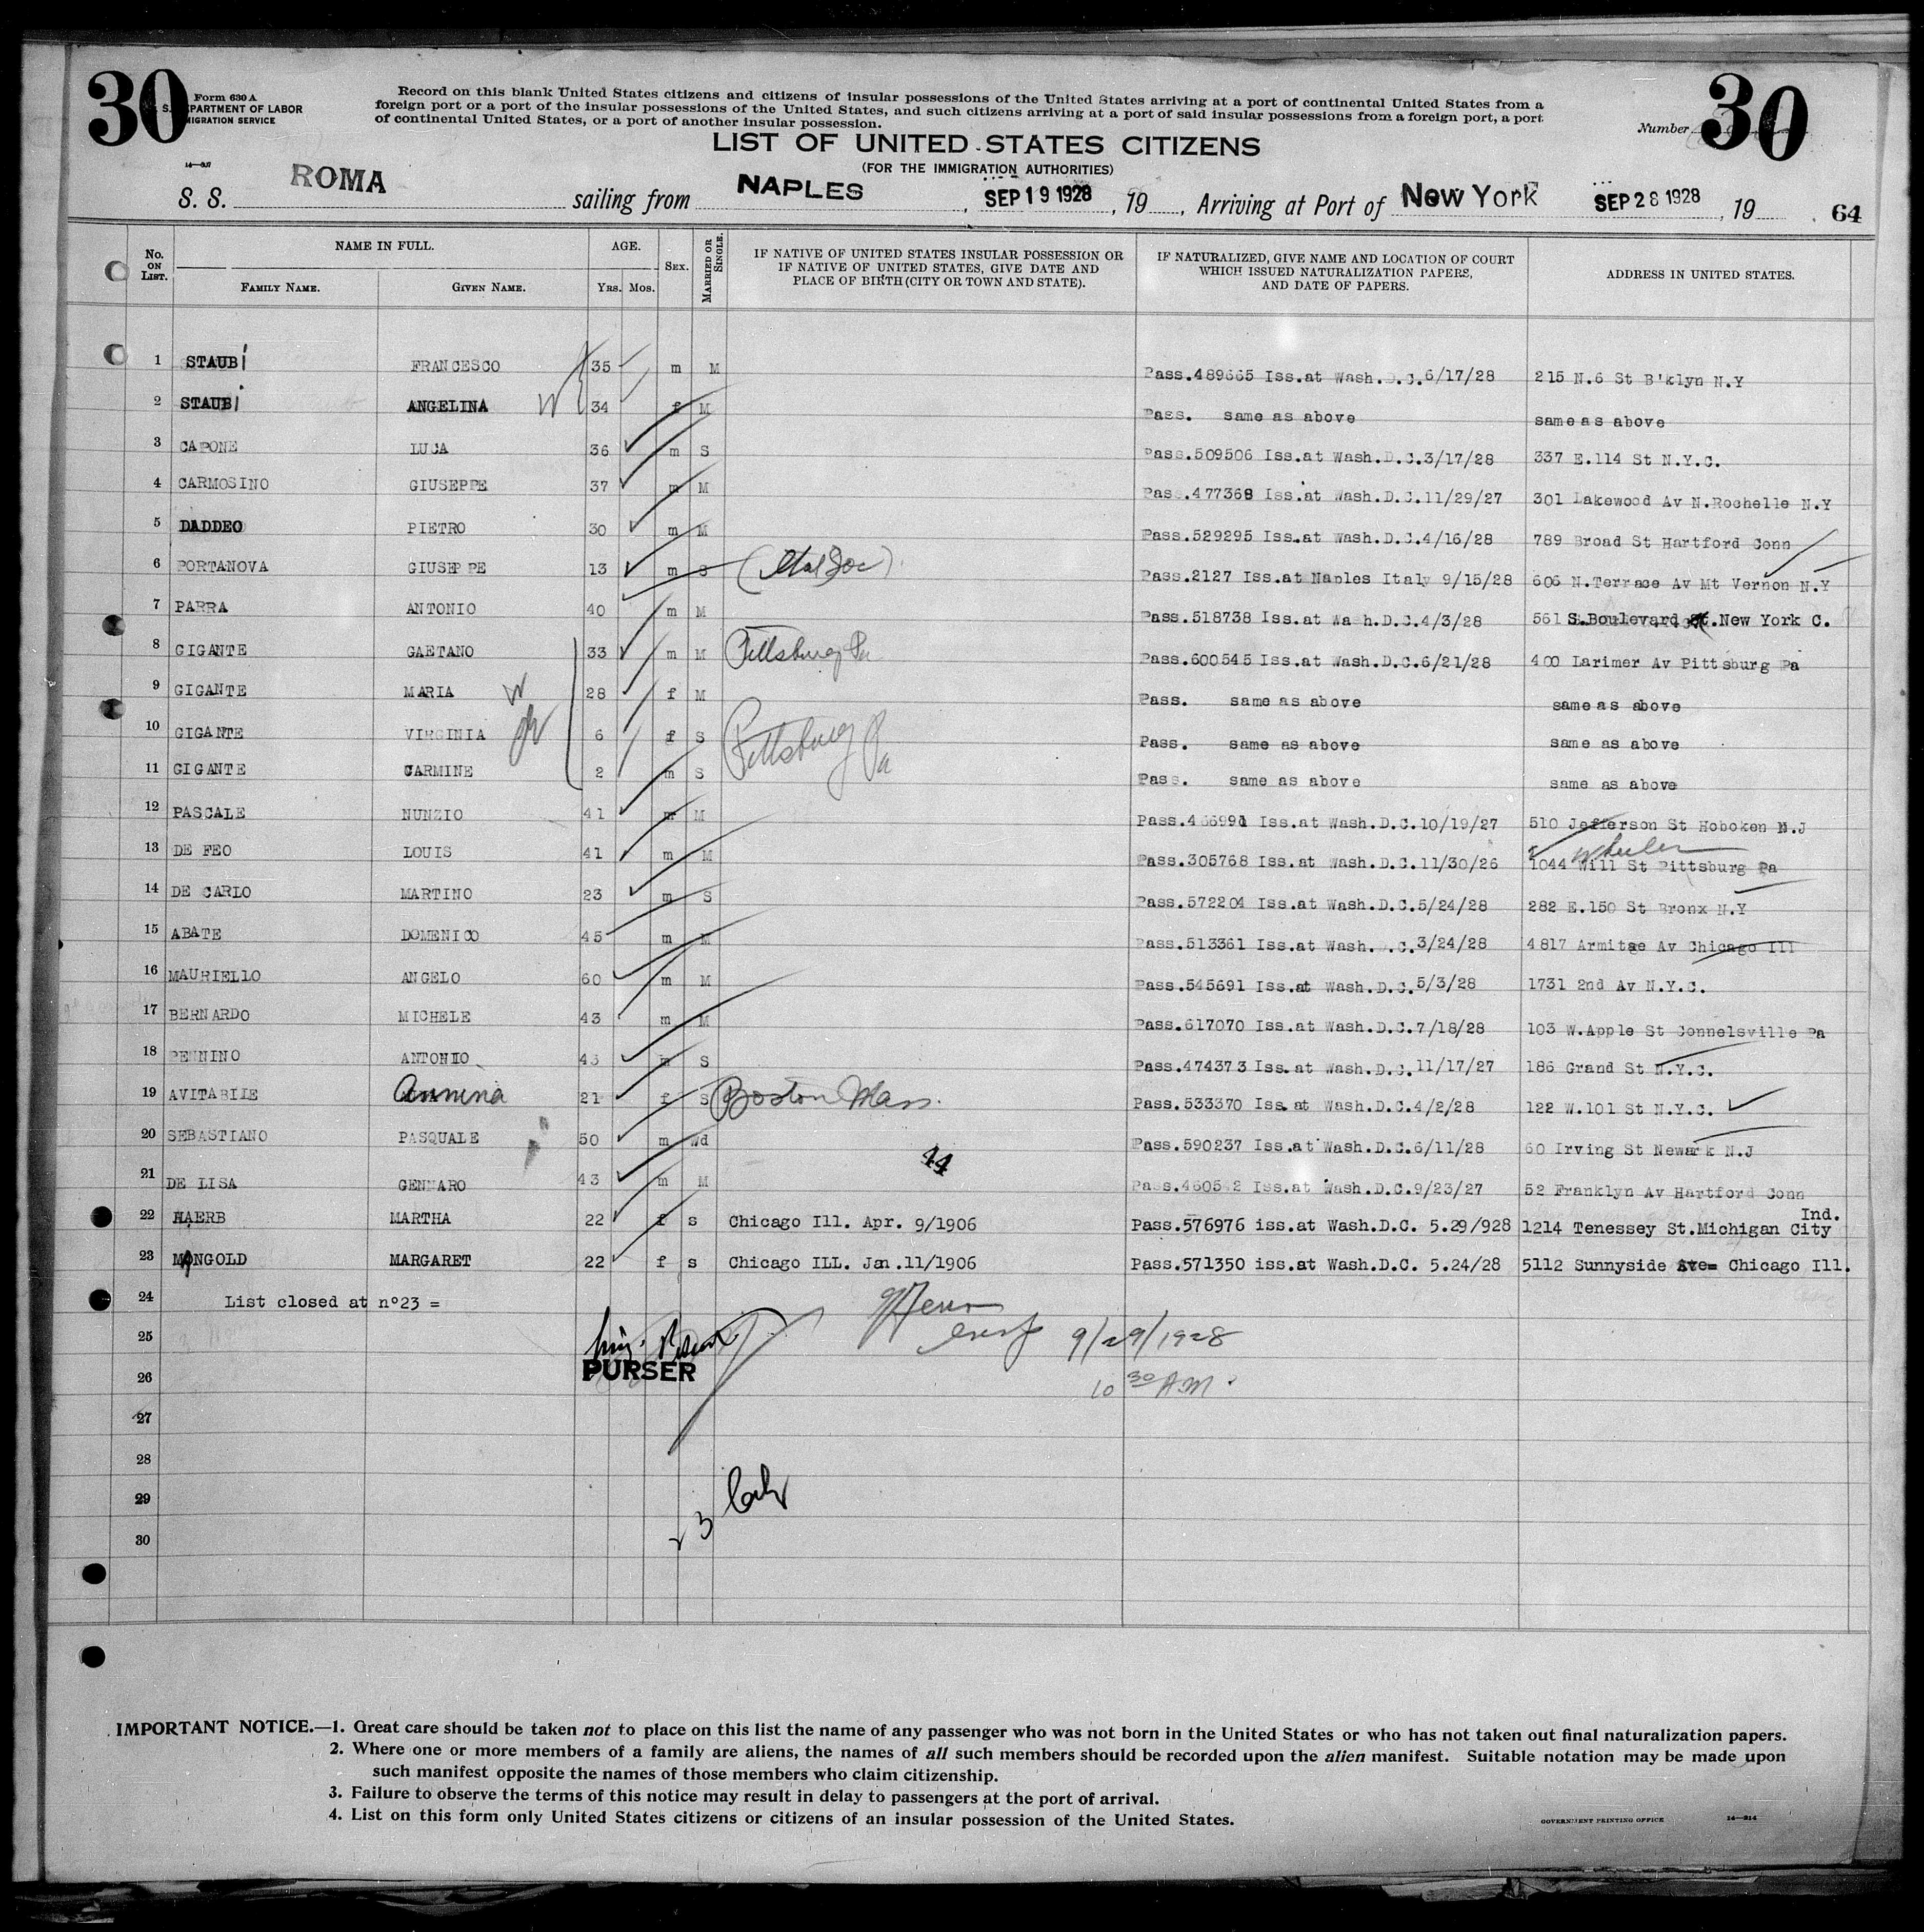 30
Form 630 A
S. DEPARTMENT OF LABOR
MIGRATION SERVICE
Record on this blank United States citizens and citizens of insular possessions of the United States arriving at a port of continental United States from a
foreign port or a port of the insular possessions of the United States, and such citizens arriving at a port of said insular possessions from a foreign port, a port
of continental United States, or a port of another insular possession.
Number
30
LIST OF UNITED STATES CITIZENS
(FOR THE IMMIGRATION AUTHORITIES)
S. S. ROMA sailing from NAPLES, SEP 19 1928, 19 , Arriving at Port of New York SEP 28 1928, 19 64
No. ON LIST. NAME IN FULL. FAMILY NAME. GIVEN NAME. AGE. YRS. MOS. SEX. MARRIED OR SINGLE. IF NATIVE OF UNITED STATES INSULAR POSSESSION OR IF NATIVE OF UNITED STATES, GIVE DATE AND PLACE OF BIRTH (CITY OR TOWN AND STATE). IF NATURALIZED, GIVE NAME AND LOCATION OF COURT WHICH ISSUED NATURALIZATION PAPERS, AND DATE OF PAPERS. ADDRESS IN UNITED STATES.
1 STAUBi FRANCESCO 35 m M Pass.489665 Iss.at Wash.D.C.6/17/28 215 N.6 St B'klyn N.Y
2 STAUBi ANGELINA W 34 f M Pass. same as above same as above
3 CAPONE LUCA 36 m S Pass.509506 Iss.at Wash.D.C.3/17/28 337 E.114 St N.Y.C.
4 CARMOSINO GIUSEPPE 37 m M Pass.477368 Iss.at Wash.D.C.11/29/27 301 Lakewood Av N.Rochelle N.Y
5 DADDEO PIETRO 30 m M Pass.529295 Iss.at Wash.D.C.4/16/28 789 Broad St Hartford Conn
6 PORTANOVA GIUSEPPE 13 m S Pass.2127 Iss.at Naples Italy 9/15/28 606 N.Terrace Av Mt Vernon N.Y
7 PARRA ANTONIO 40 m M Pass.518738 Iss.at Wash.D.C.4/3/28 561 S.Boulevard New York C.
8 GIGANTE GAETANO 33 m M Pittsburg Pa Pass.600545 Iss.at Wash.D.C.6/21/28 400 Larimer Av Pittsburg Pa
9 GIGANTE MARIA W 28 f M Pass. same as above same as above
10 GIGANTE VIRGINIA 6 f S Pittsburg Pa Pass. same as above same as above
11 GIGANTE CARMINE 2 m S Pass. same as above same as above
12 PASCALE NUNZIO 41 m M Iss.at Wash.D.C.10/19/27 510 Jefferson St Hoboken N.J
13 DE FEO LOUIS 41 m M Pass.305768 Iss.at Wash.D.C.11/30/26 1044 Will St Pittsburg Pa Wheeler
14 DE CARLO MARTINO 23 m S Pass.572204 Iss.at Wash.D.C.5/24/28 282 E.150 St Bronx N.Y
15 ABATE DOMENICO 45 m M Pass.513361 Iss.at Wash.D.C.3/24/28 4817 Armitge Av Chicago Ill
16 MAURIELLO ANGELO 60 m M Pass.545691 Iss.at Wash.D.C.5/3/28 1731 2nd Av N.Y.C.
17 BERNARDO MICHELE 43 m M Pass.617070 Iss.at Wash.D.C.7/18/28 103 W.Apple St Connelsville Pa
18 PENNINO ANTONIO 43 m S Pass.474373 Iss.at Wash.D.C.11/17/27 186 Grand St N.Y.C.
19 AVITABILE Annina 21 f S Boston Mass. Pass.533370 Iss.at Wash.D.C.4/2/28 122 W.101 St N.Y.C.
20 SEBASTIANO PASQUALE 50 m Wd Pass.590237 Iss.at Wash.D.C.6/11/28 60 Irving St Newark N.J
44
21 DE LISA GENNARO 43 m M Iss.at Wash.D.C.9/23/27 52 Franklyn Av Hartford Conn
22 HAERB MARTHA 22 f s Chicago Ill. Apr. 9/1906 Pass.576976 iss.at Wash.D.C. 5.29/928 1214 Tenessey St.Michigan City Ind.
23 MANGOLD MARGARET 22 f s Chicago ILL. Jan.11/1906 Pass.571350 iss.at Wash.D.C. 5.24/28 5112 Sunnyside Ave= Chicago Ill.
24 List closed at n°23 =
25 9/29/1928
PURSER
26 10 30 A.M.
27
28
29
30
23
IMPORTANT NOTICE.—1. Great care should be taken not to place on this list the name of any passenger who was not born in the United States or who has not taken out final naturalization papers.
2. Where one or more members of a family are aliens, the names of all such members should be recorded upon the alien manifest. Suitable notation may be made upon
such manifest opposite the names of those members who claim citizenship.
3. Failure to observe the terms of this notice may result in delay to passengers at the port of arrival.
4. List on this form only United States citizens or citizens of an insular possession of the United States.
GOVERNMENT PRINTING OFFICE 14—314